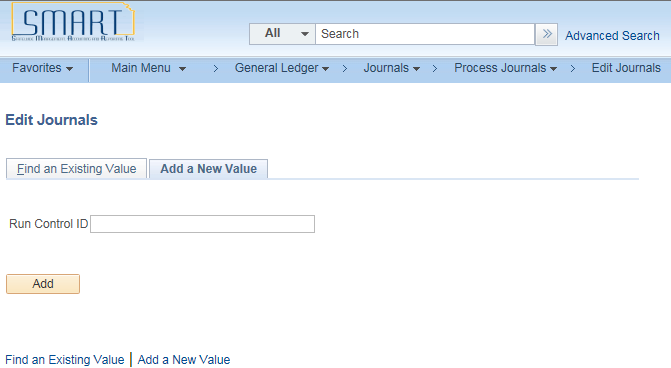 SMART
All Search Advanced Search
Favorites Main Menu > General Ledger > Journals > Process Journals > Edit Journals
Edit Journals
Find an Existing Value Add a New Value
Run Control ID
Add
Find an Existing Value Add a New Value